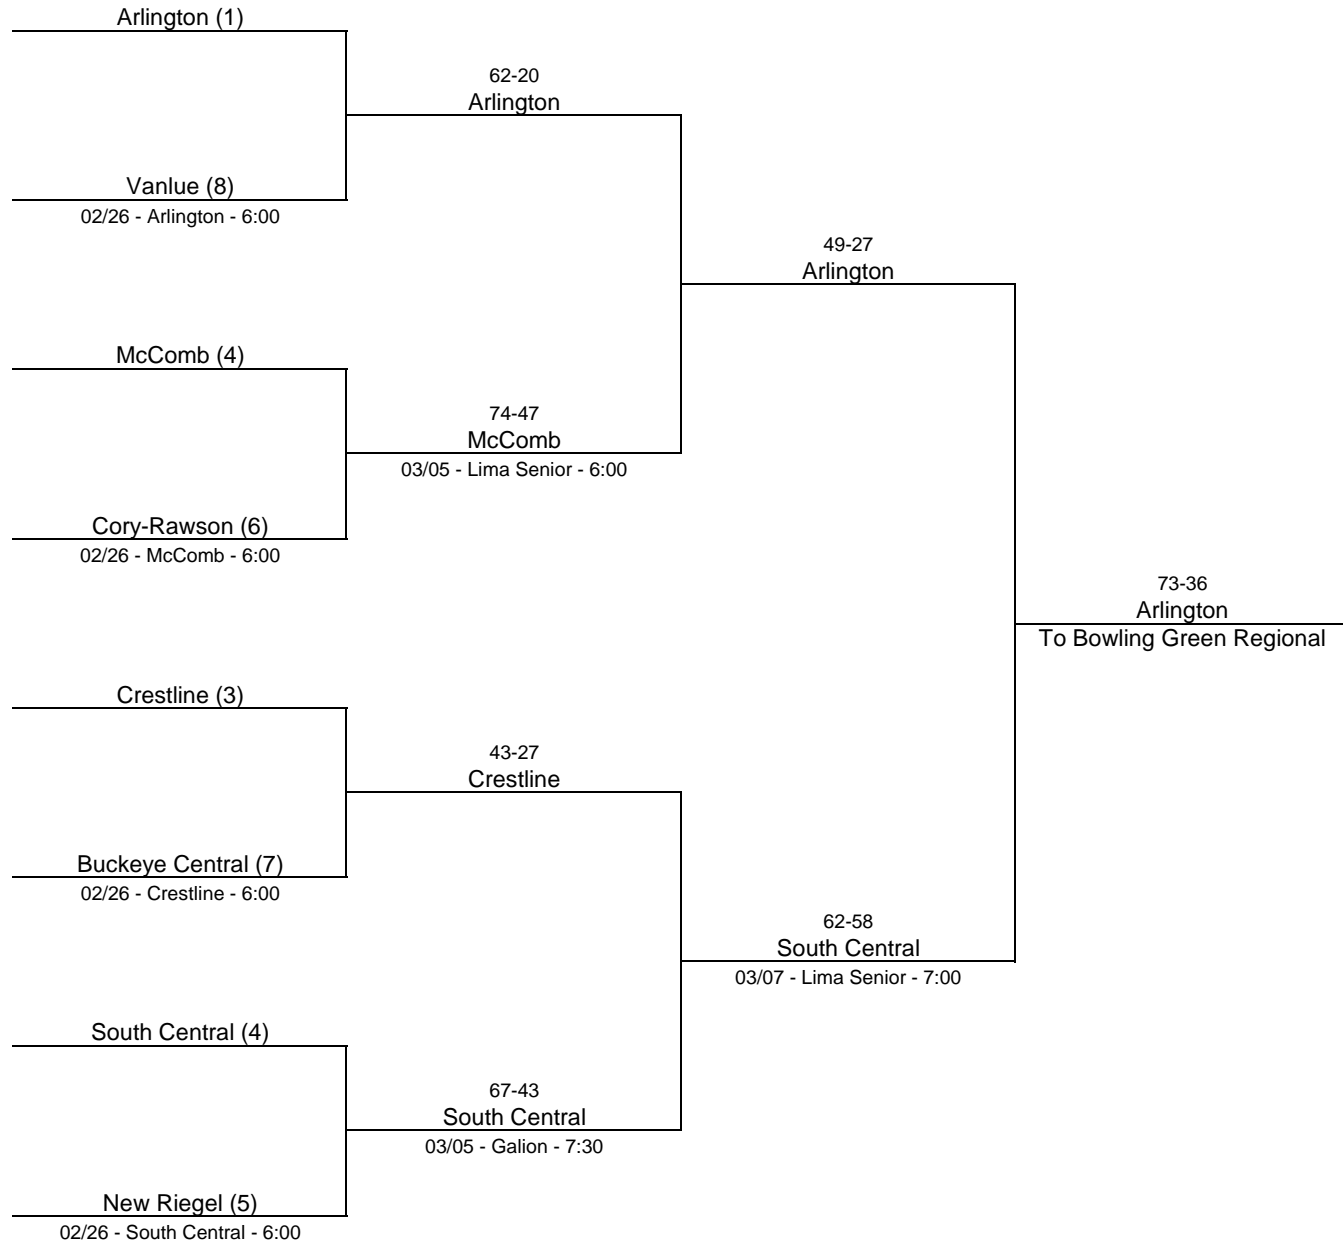 Arlington (1)
62-20
Arlington
Vanlue (8)
02/26 - Arlington - 6:00
49-27
Arlington
McComb (4)
74-47
McComb
03/05 - Lima Senior - 6:00
Cory-Rawson (6)
02/26 - McComb - 6:00
73-36
Arlington
To Bowling Green Regional
Crestline (3)
43-27
Crestline
Buckeye Central (7)
02/26 - Crestline - 6:00
62-58
South Central
03/07 - Lima Senior - 7:00
South Central (4)
67-43
South Central
03/05 - Galion - 7:30
New Riegel (5)
02/26 - South Central - 6:00